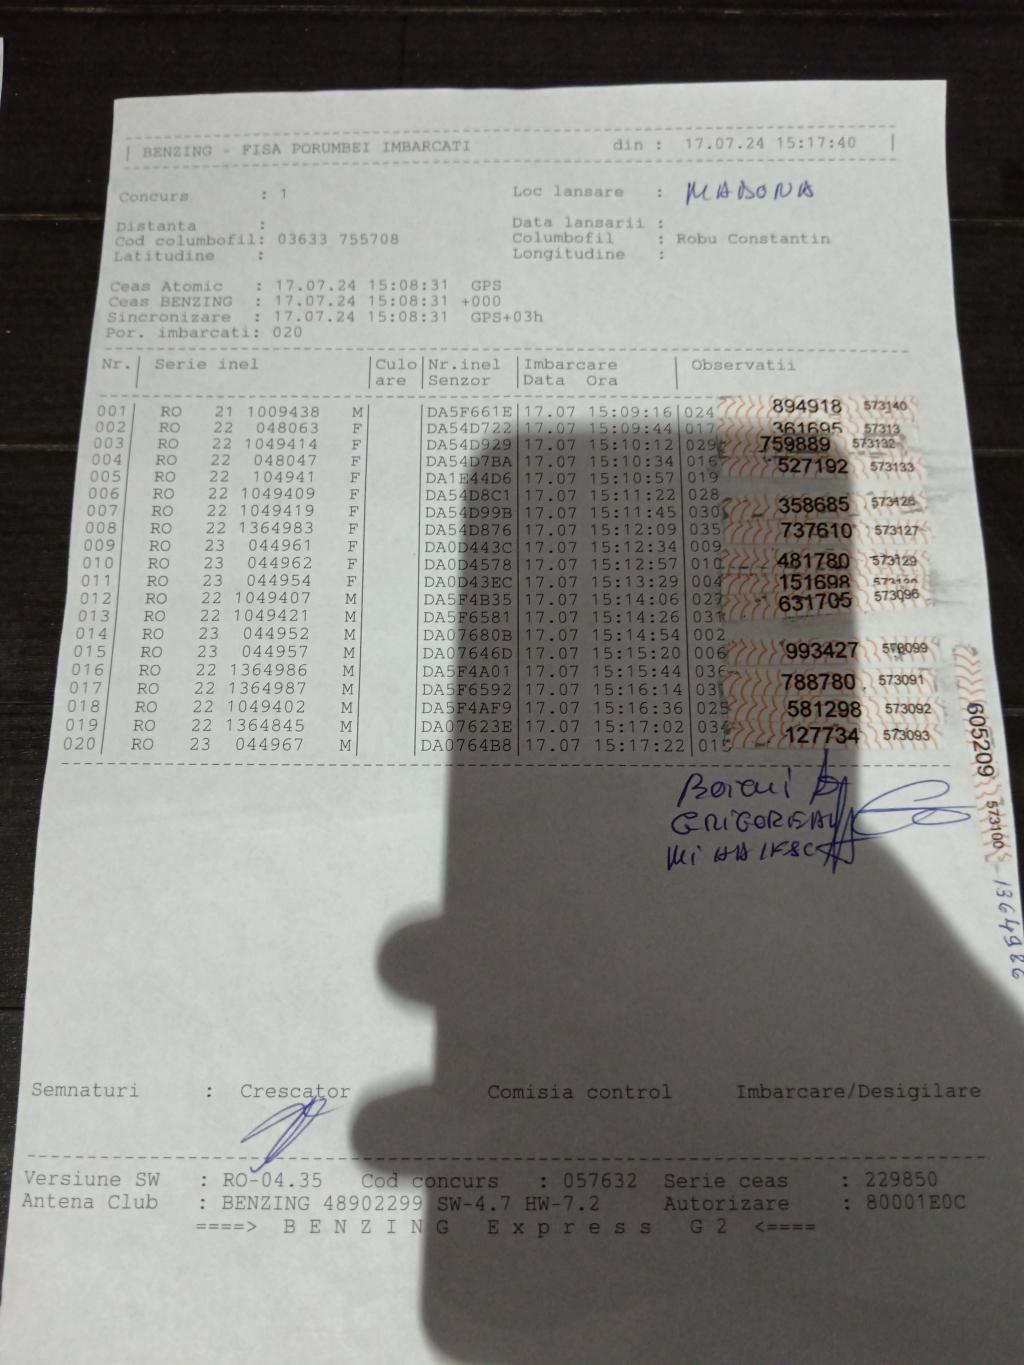 BENZING - FISA PORUMBEI IMBARCATI din : 17.07.24 15:17:40
Concurs : 1 Loc lansare : MADONA
Distanta : Data lansarii :
Cod columbofil: 03633 755708 Columbofil : Robu Constantin
Latitudine : Longitudine :
Ceas Atomic : 17.07.24 15:08:31 GPS
Ceas BENZING : 17.07.24 15:08:31 +000
Sincronizare : 17.07.24 15:08:31 GPS+03h
Por. imbarcati: 020
Nr. Serie inel Culo Nr.inel Imbarcare Observatii
are Senzor Data Ora
001 RO 21 1009438 M DA5F661E 17.07 15:09:16 024 894918 573140
002 RO 22 048063 F DA54D722 17.07 15:09:44 017 361695
003 RO 22 1049414 F DA54D929 17.07 15:10:12 029 759889 573132
004 RO 22 048047 F DA54D7BA 17.07 15:10:34 016 527192 573133
005 RO 22 104941 F DA1E44D6 17.07 15:10:57 019
006 RO 22 1049409 F DA54D8C1 17.07 15:11:22 028
007 RO 22 1049419 F DA54D99B 17.07 15:11:45 030 358685 573128
008 RO 22 1364983 F DA54D876 17.07 15:12:09 035 737610 573127
009 RO 23 044961 F DA0D443C 17.07 15:12:34 009
010 RO 23 044962 F DA0D4578 17.07 15:12:57 010 481780 573129
011 RO 23 044954 F DA0D43EC 17.07 15:13:29 004 151698
012 RO 22 1049407 M DA5F4B35 17.07 15:14:06 027 631705 573096
013 RO 22 1049421 M DA5F6581 17.07 15:14:26 031
014 RO 23 044952 M DA07680B 17.07 15:14:54 002
015 RO 23 044957 M DA07646D 17.07 15:15:20 006 993427 573099
016 RO 22 1364986 M DA5F4A01 17.07 15:15:44 036
017 RO 22 1364987 M DA5F6592 17.07 15:16:14 788780 573091
018 RO 22 1049402 M DA5F4AF9 17.07 15:16:36 025 581298 573092
019 RO 22 1364845 M DA07623E 17.07 15:17:02 034
020 RO 23 044967 M DA0764B8 17.07 15:17:22 127734 573093
605209 573100 - 1364986
Semnaturi : Crescator Comisia control Imbarcare/Desigilare
Versiune SW : RO-04.35 Cod concurs : 057632 Serie ceas : 229850
Antena Club : BENZING 48902299 SW-4.7 HW-7.2 Autorizare : 80001E0C
====> B E N Z I N G E x p r e s s G 2 <====